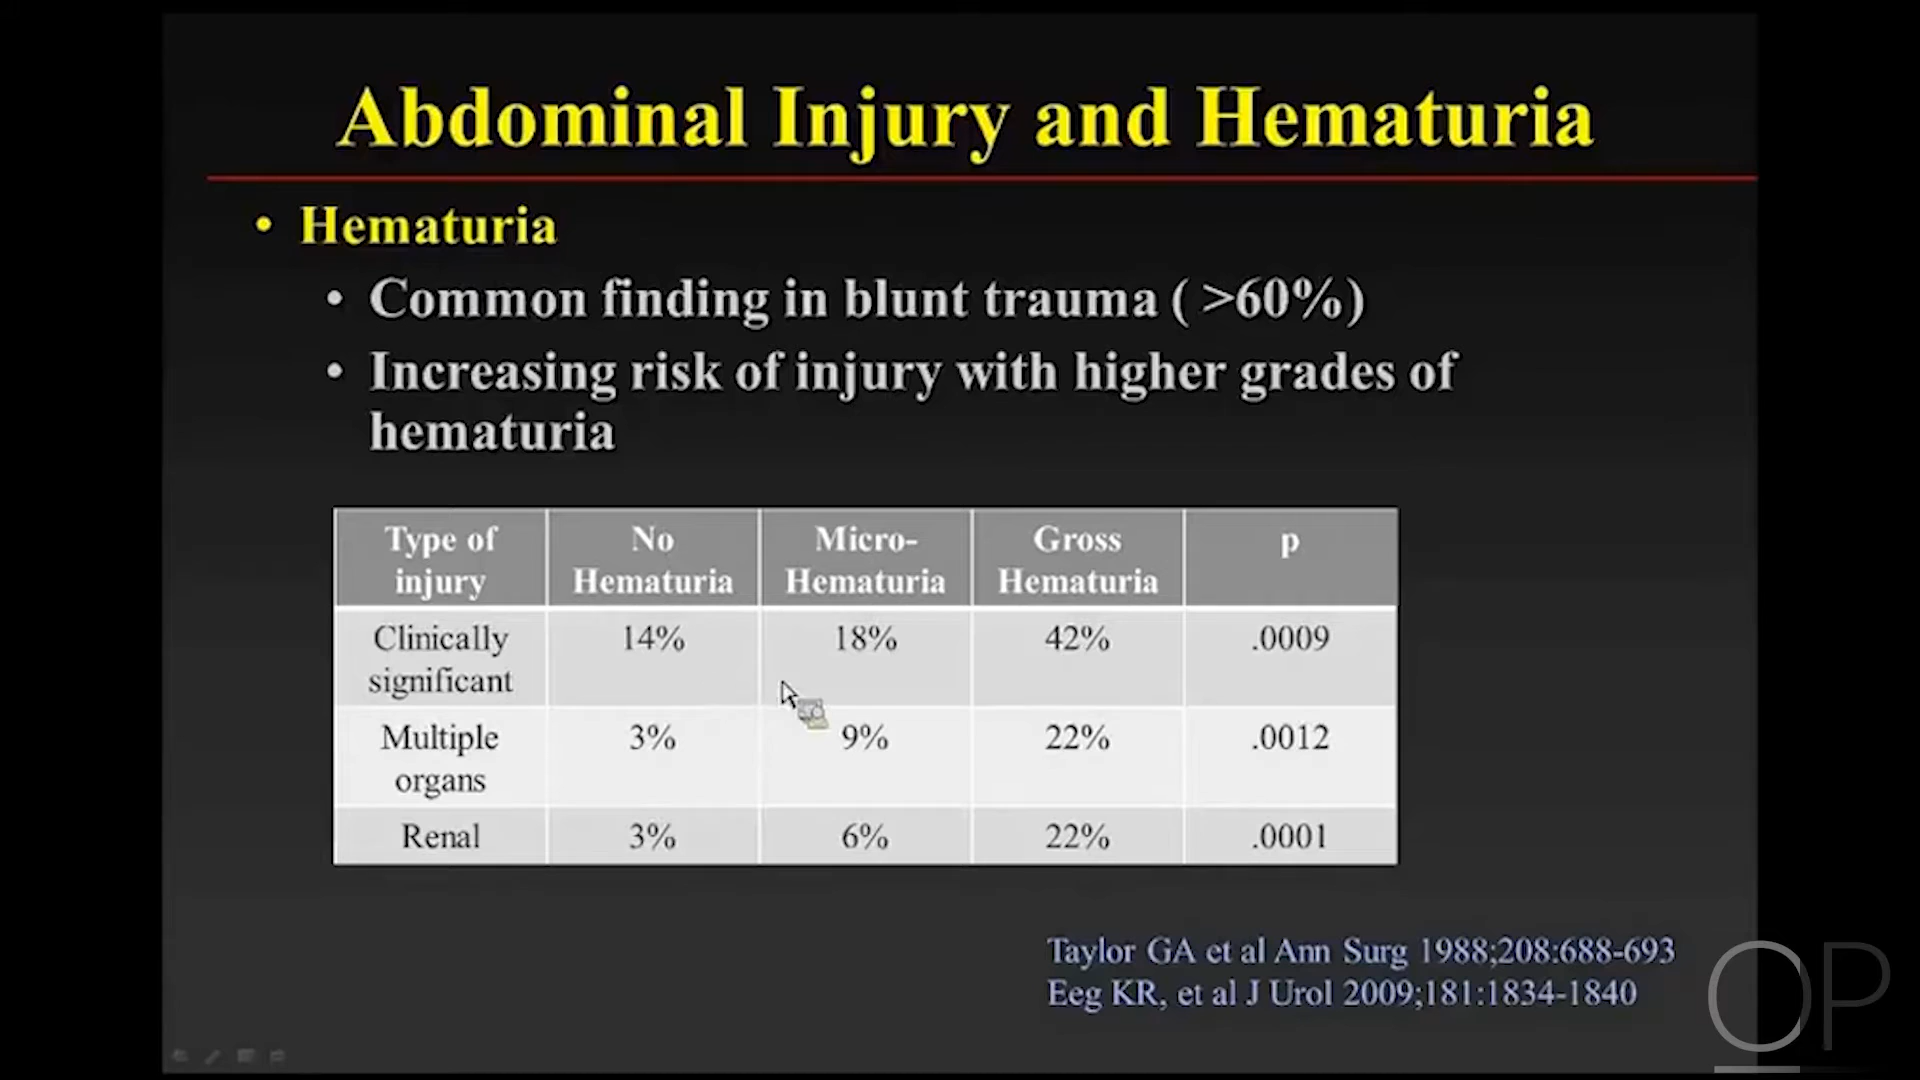 Abdominal Injury and Hematuria
• Hematuria
• Common finding in blunt trauma ( >60%)
• Increasing risk of injury with higher grades of
hematuria
Type of injury No Hematuria Micro-Hematuria Gross Hematuria p
Clinically significant 14% 18% 42% .0009
Multiple organs 3% 9% 22% .0012
Renal 3% 6% 22% .0001
Taylor GA et al Ann Surg 1988;208:688-693
Eeg KR, et al J Urol 2009;181:1834-1840
OP